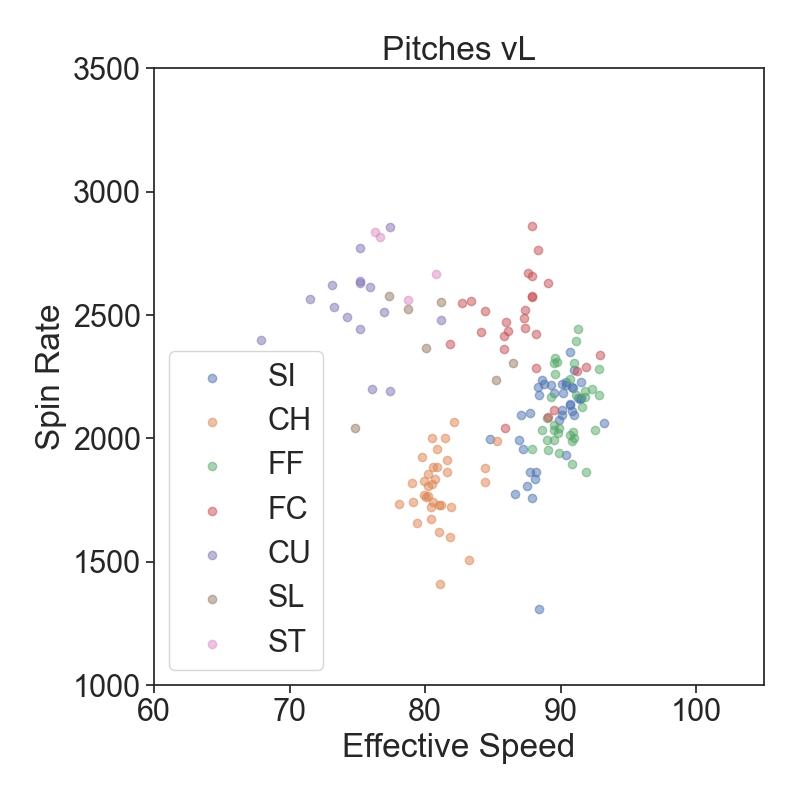 Pitches vL
3500
3000
2500
2000
1500
1000
Spin Rate
SI
CH
FF
FC
CU
SL
ST
60 70 80 90 100
Effective Speed